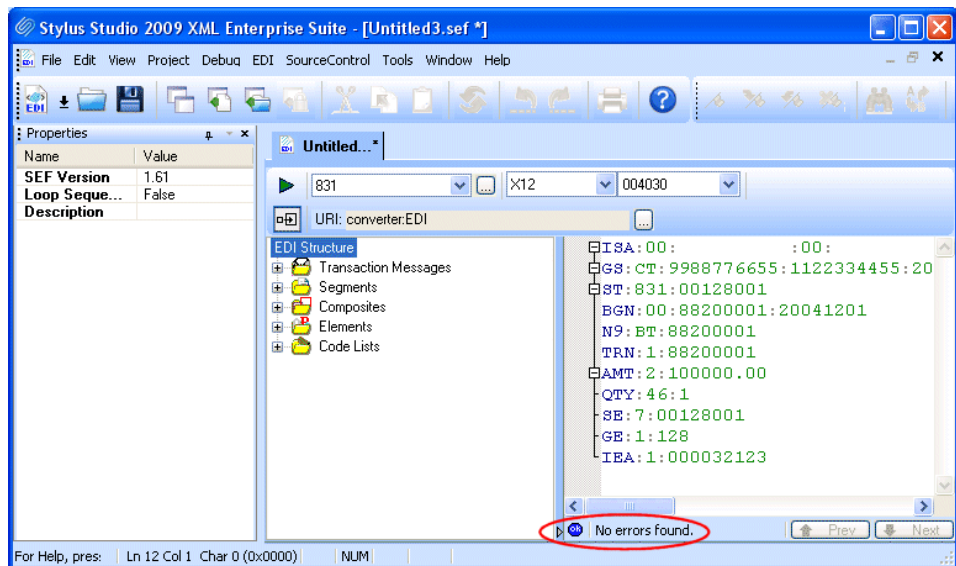 Stylus Studio 2009 XML Enterprise Suite - [Untitled3.sef *]
File Edit View Project Debug EDI SourceControl Tools Window Help
EDI
Properties
Name Value
SEF Version 1.61
Loop Seque... False
Description
Untitled...*
831 ... X12 004030
URI: converter:EDI ...
EDI Structure
Transaction Messages
Segments
Composites
Elements
Code Lists
ISA:00: :00:
GS:CT:9988776655:1122334455:20
ST:831:00128001
BGN:00:88200001:20041201
N9:BT:88200001
TRN:1:88200001
AMT:2:100000.00
QTY:46:1
SE:7:00128001
GE:1:128
IEA:1:000032123
ok No errors found. Prev Next
For Help, pres: Ln 12 Col 1 Char 0 (0x0000) NUM